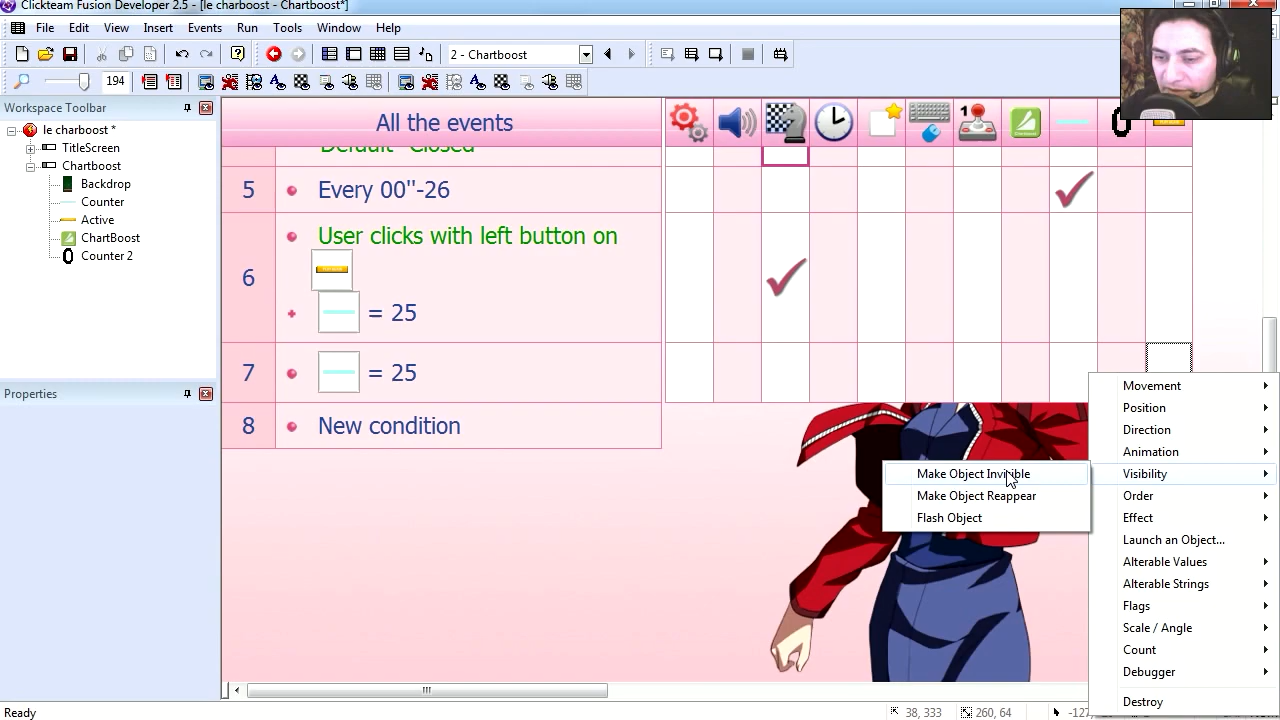 Clickteam Fusion Developer 2.5 - [le charboost - Chartboost*]
File Edit View Insert Events Run Tools Window Help
2 - Chartboost
194
Workspace Toolbar
le charboost *
TitleScreen
Chartboost
Backdrop
Counter
Active
ChartBoost
Counter 2
Properties
All the events
Default Closed
5 Every 00''-26
6 User clicks with left button on
= 25
7 = 25
8 New condition
Movement
Position
Direction
Animation
Visibility
Order
Effect
Launch an Object...
Alterable Values
Alterable Strings
Flags
Scale / Angle
Count
Debugger
Destroy
Make Object Invisible
Make Object Reappear
Flash Object
Ready
38, 333
260, 64